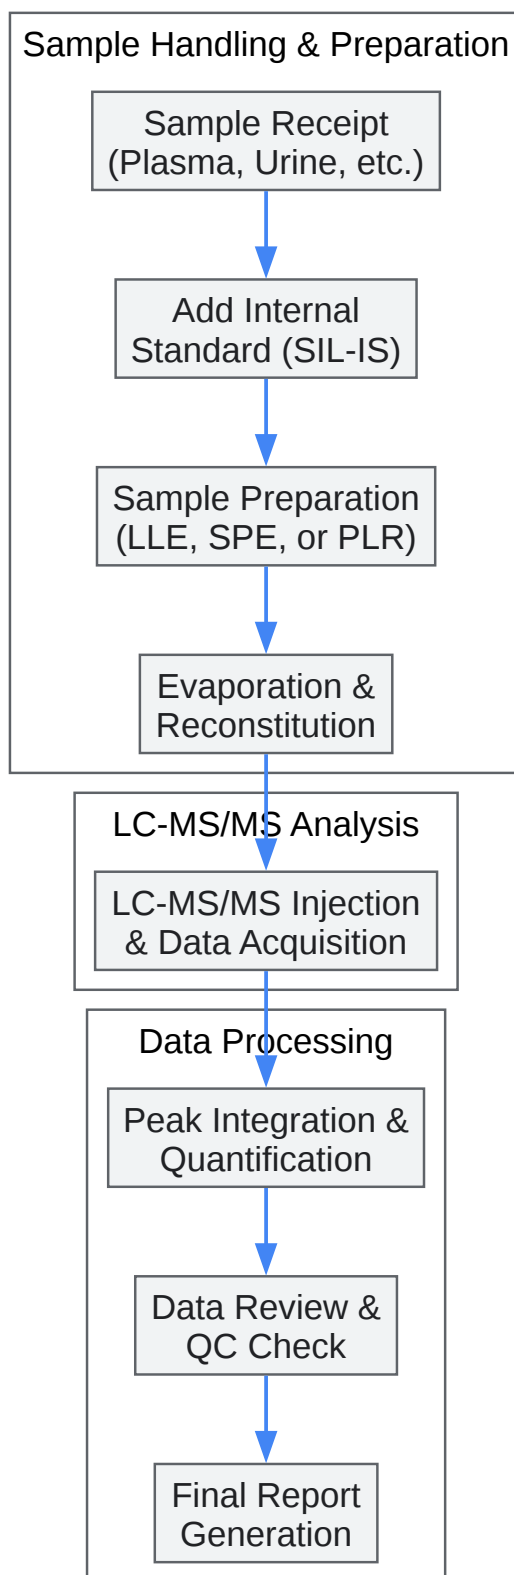 Sample Handling & Preparation
Sample Receipt
(Plasma, Urine, etc.)
Add Internal
Standard (SIL-IS)
Sample Preparation
(LLE, SPE, or PLR)
Evaporation &
Reconstitution
LC-MS/MS Analysis
LC-MS/MS Injection
& Data Acquisition
Data Processing
Peak Integration &
Quantification
Data Review &
QC Check
Final Report
Generation